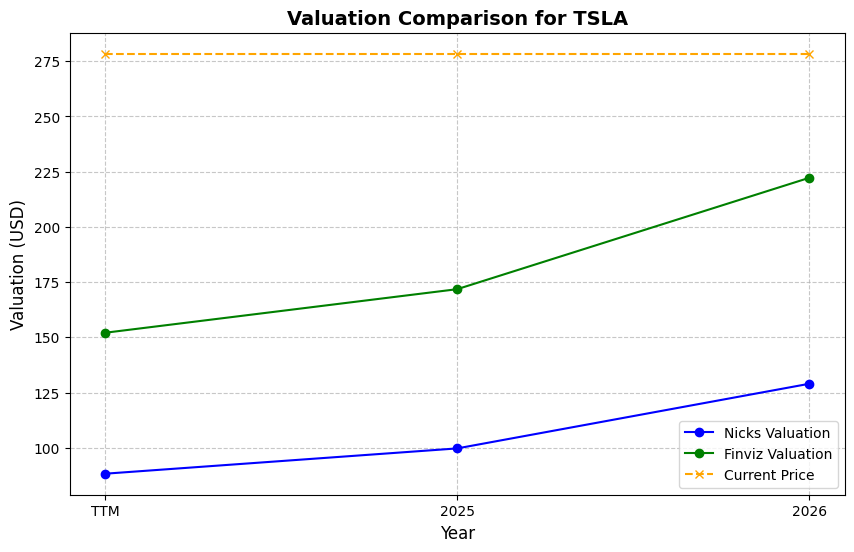 Valuation Comparison for TSLA
Valuation (USD)
275
250
225
200
175
150
125
100
TTM
2025
2026
Year
Nicks Valuation
Finviz Valuation
Current Price